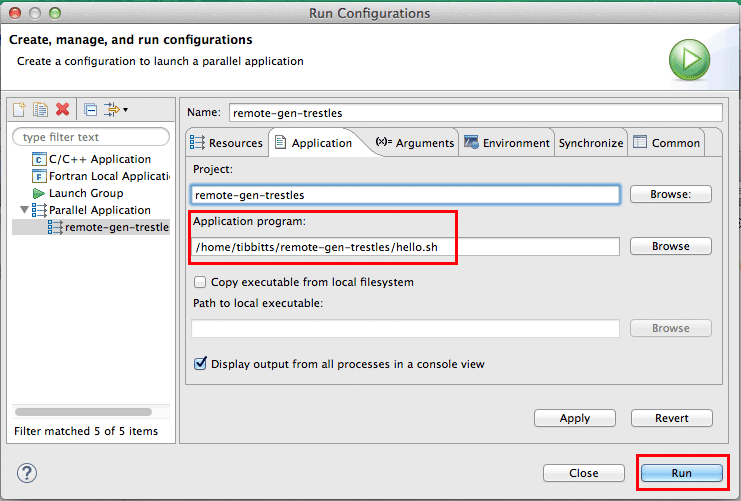 Run Configurations
Create, manage, and run configurations
Create a configuration to launch a parallel application
type filter text
C/C++ Application
Fortran Local Applicati
Launch Group
Parallel Application
remote-gen-trestle
Filter matched 5 of 5 items
Name: remote-gen-trestles
Resources Application (x)= Arguments Environment Synchronize Common
Project:
remote-gen-trestles Browse:
Application program:
/home/tibbitts/remote-gen-trestles/hello.sh Browse
Copy executable from local filesystem
Path to local executable:
Browse
Display output from all processes in a console view
Apply Revert
? Close Run